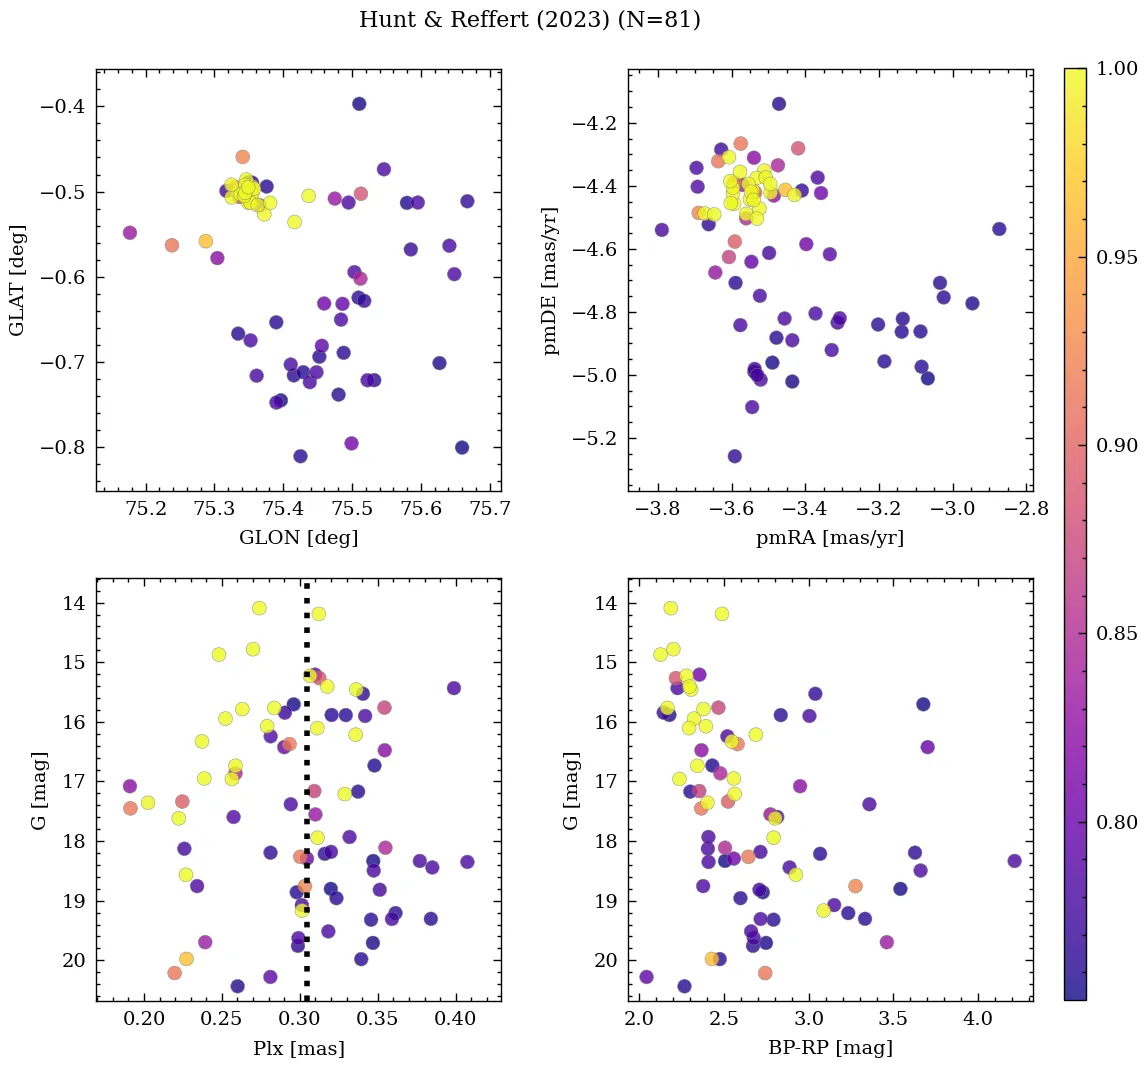 Hunt & Reffert (2023) (N=81)
−0.4
−0.5
−0.6
−0.7
−0.8
GLAT [deg]
75.2 75.3 75.4 75.5 75.6 75.7
GLON [deg]
−4.2
−4.4
−4.6
−4.8
−5.0
−5.2
pmDE [mas/yr]
−3.8 −3.6 −3.4 −3.2 −3.0 −2.8
pmRA [mas/yr]
14
15
16
17
18
19
20
G [mag]
0.20 0.25 0.30 0.35 0.40
Plx [mas]
14
15
16
17
18
19
20
G [mag]
2.0 2.5 3.0 3.5 4.0
BP-RP [mag]
1.00
0.95
0.90
0.85
0.80